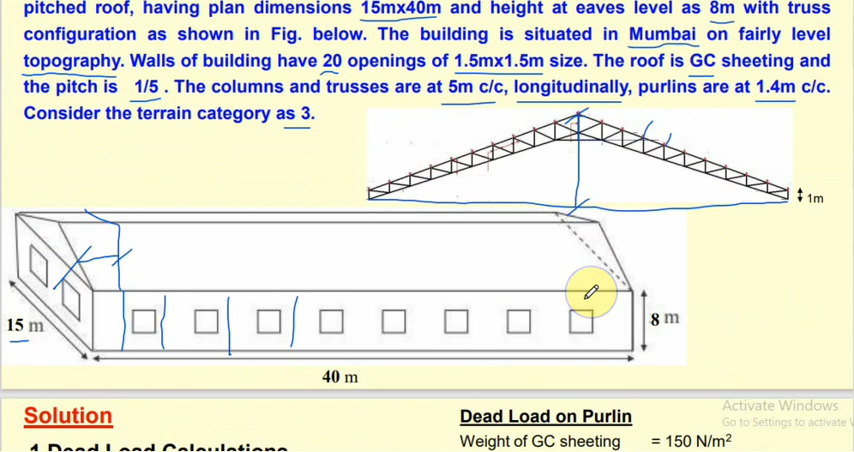 pitched roof, having plan dimensions 15mx40m and height at eaves level as 8m with truss
configuration as shown in Fig. below. The building is situated in Mumbai on fairly level
topography. Walls of building have 20 openings of 1.5mx1.5m size. The roof is GC sheeting and
the pitch is 1/5 . The columns and trusses are at 5m c/c, longitudinally, purlins are at 1.4m c/c.
Consider the terrain category as 3.
1m
15 m
8 m
40 m
Activate Windows
Go to Settings to activate
Solution
Dead Load on Purlin
Weight of GC sheeting = 150 N/m²
1 Dead Load Calculations